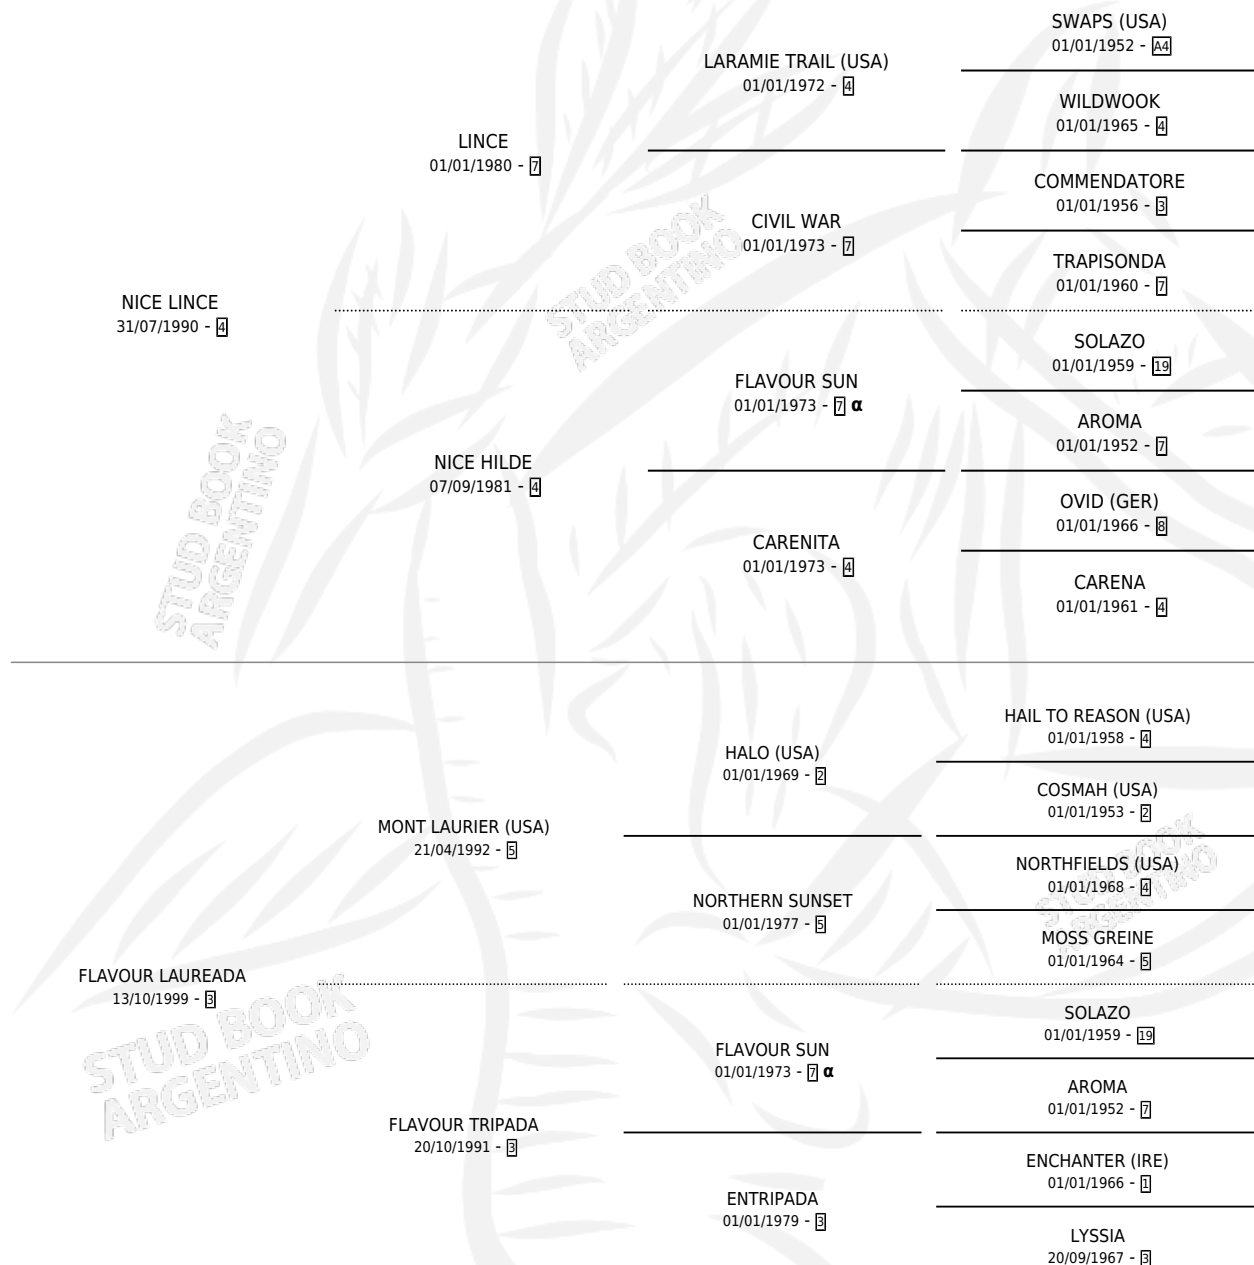 SWAPS (USA)
01/01/1952 - A4
LARAMIE TRAIL (USA)
01/01/1972 - 4
WILDWOOK
01/01/1965 - 4
LINCE
01/01/1980 - 7
COMMENDATORE
01/01/1956 - 3
CIVIL WAR
01/01/1973 - 7
TRAPISONDA
01/01/1960 - 7
NICE LINCE
31/07/1990 - 4
SOLAZO
01/01/1959 - 19
FLAVOUR SUN
01/01/1973 - 7 α
AROMA
01/01/1952 - 7
NICE HILDE
07/09/1981 - 4
OVID (GER)
01/01/1966 - 8
CARENITA
01/01/1973 - 4
CARENA
01/01/1961 - 4
STUD BOOK
ARGENTINO
STUD BOOK
ARGENTINO
HAIL TO REASON (USA)
01/01/1958 - 4
HALO (USA)
01/01/1969 - 2
COSMAH (USA)
01/01/1953 - 2
MONT LAURIER (USA)
21/04/1992 - 5
NORTHFIELDS (USA)
01/01/1968 - 4
NORTHERN SUNSET
01/01/1977 - 5
MOSS GREINE
01/01/1964 - 5
FLAVOUR LAUREADA
13/10/1999 - 3
SOLAZO
01/01/1959 - 19
FLAVOUR SUN
01/01/1973 - 7 α
AROMA
01/01/1952 - 7
FLAVOUR TRIPADA
20/10/1991 - 3
ENCHANTER (IRE)
01/01/1966 - 1
ENTRIPADA
01/01/1979 - 3
LYSSIA
20/09/1967 - 3
STUD BOOK
ARGENTINO
STUD BOOK
ARGENTINO